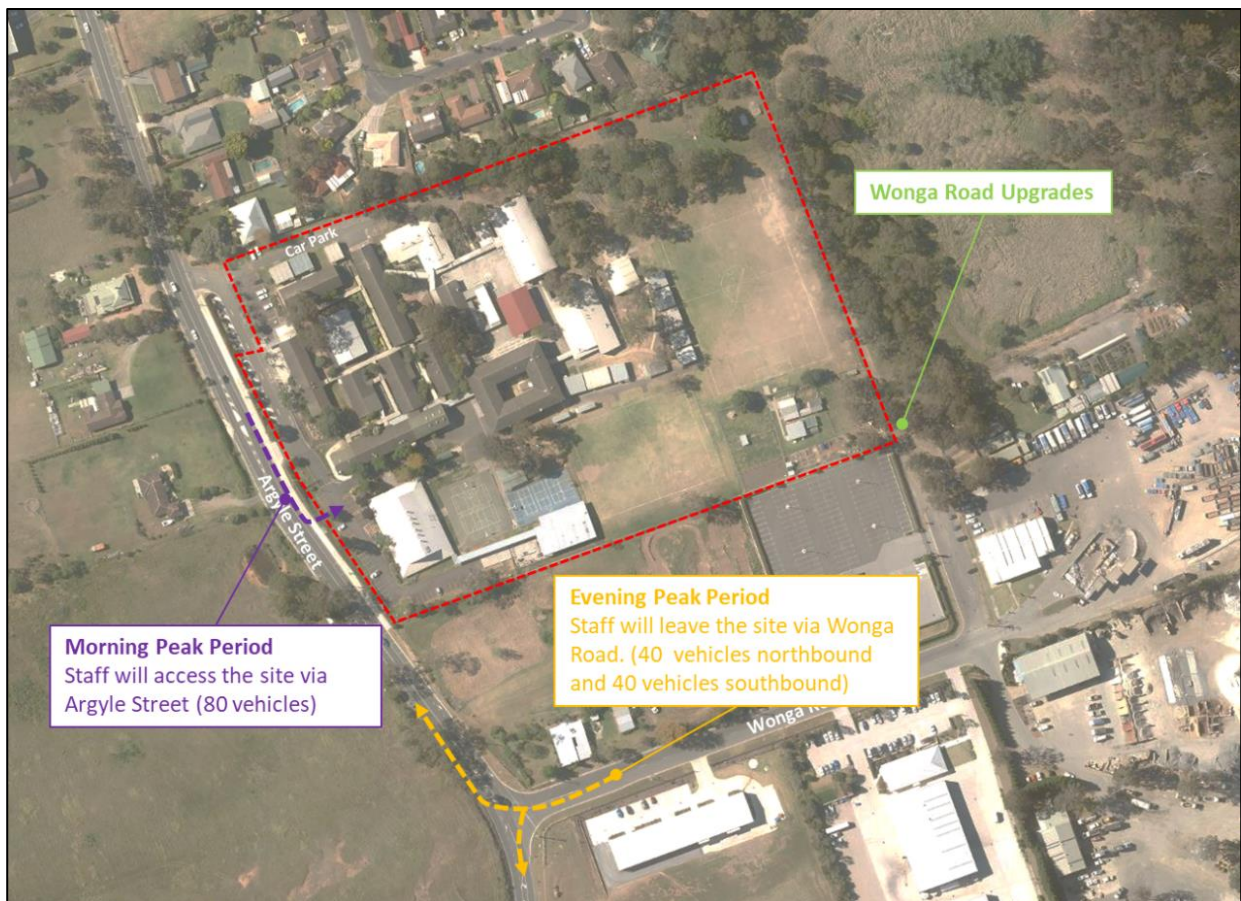 Wonga Road Upgrades
Car Park
Argyle Street
Morning Peak Period
Staff will access the site via
Argyle Street (80 vehicles)
Evening Peak Period
Staff will leave the site via Wonga
Road. (40 vehicles northbound
and 40 vehicles southbound)
Wonga